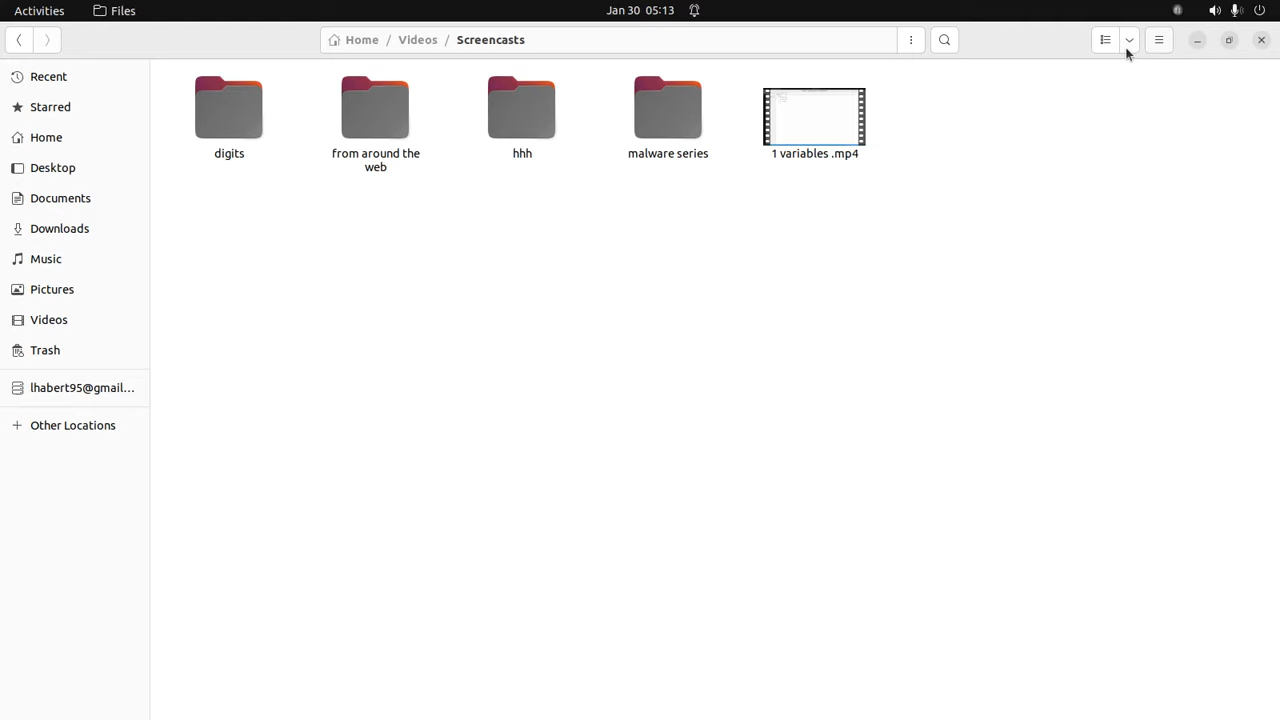 Activities
Files
Jan 30 05:13
Home / Videos / Screencasts
Recent
Starred
Home
Desktop
Documents
Downloads
Music
Pictures
Videos
Trash
lhabert95@gmail...
Other Locations
digits
from around the
web
hhh
malware series
1 variables .mp4